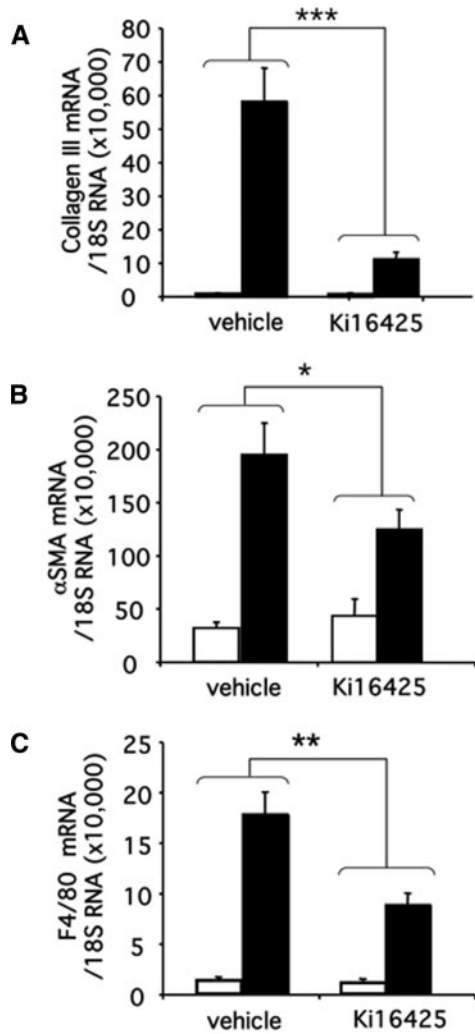 A
***
Collagen III mRNA
/18S RNA (x10,000)
80
70
60
50
40
30
20
10
0
vehicle Ki16425
B
*
αSMA mRNA
/18S RNA (x10,000)
250
200
150
100
50
0
vehicle Ki16425
C
**
F4/80 mRNA
/18S RNA (x10,000)
25
20
15
10
5
0
vehicle Ki16425